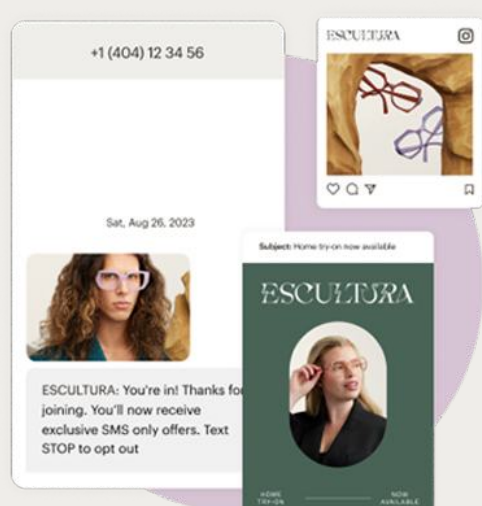 +1 (404) 12 34 56
Sat, Aug 26, 2023
ESCULTURA: You're in! Thanks for
joining. You'll now receive
exclusive SMS only offers. Text
STOP to opt out
ESCULTURA
Subject: Home try-on now available
ESCULTURA
HOME
TRY-ON
NOW
AVAILABLE